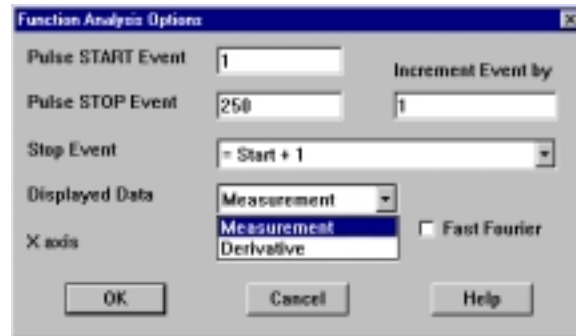 Function Analysis Options
Pulse START Event 1
Increment Event by
Pulse STOP Event 250 1
Stop Event = Start + 1
Displayed Data Measurement
Measurement
X axis Derivative Fast Fourier
OK Cancel Help